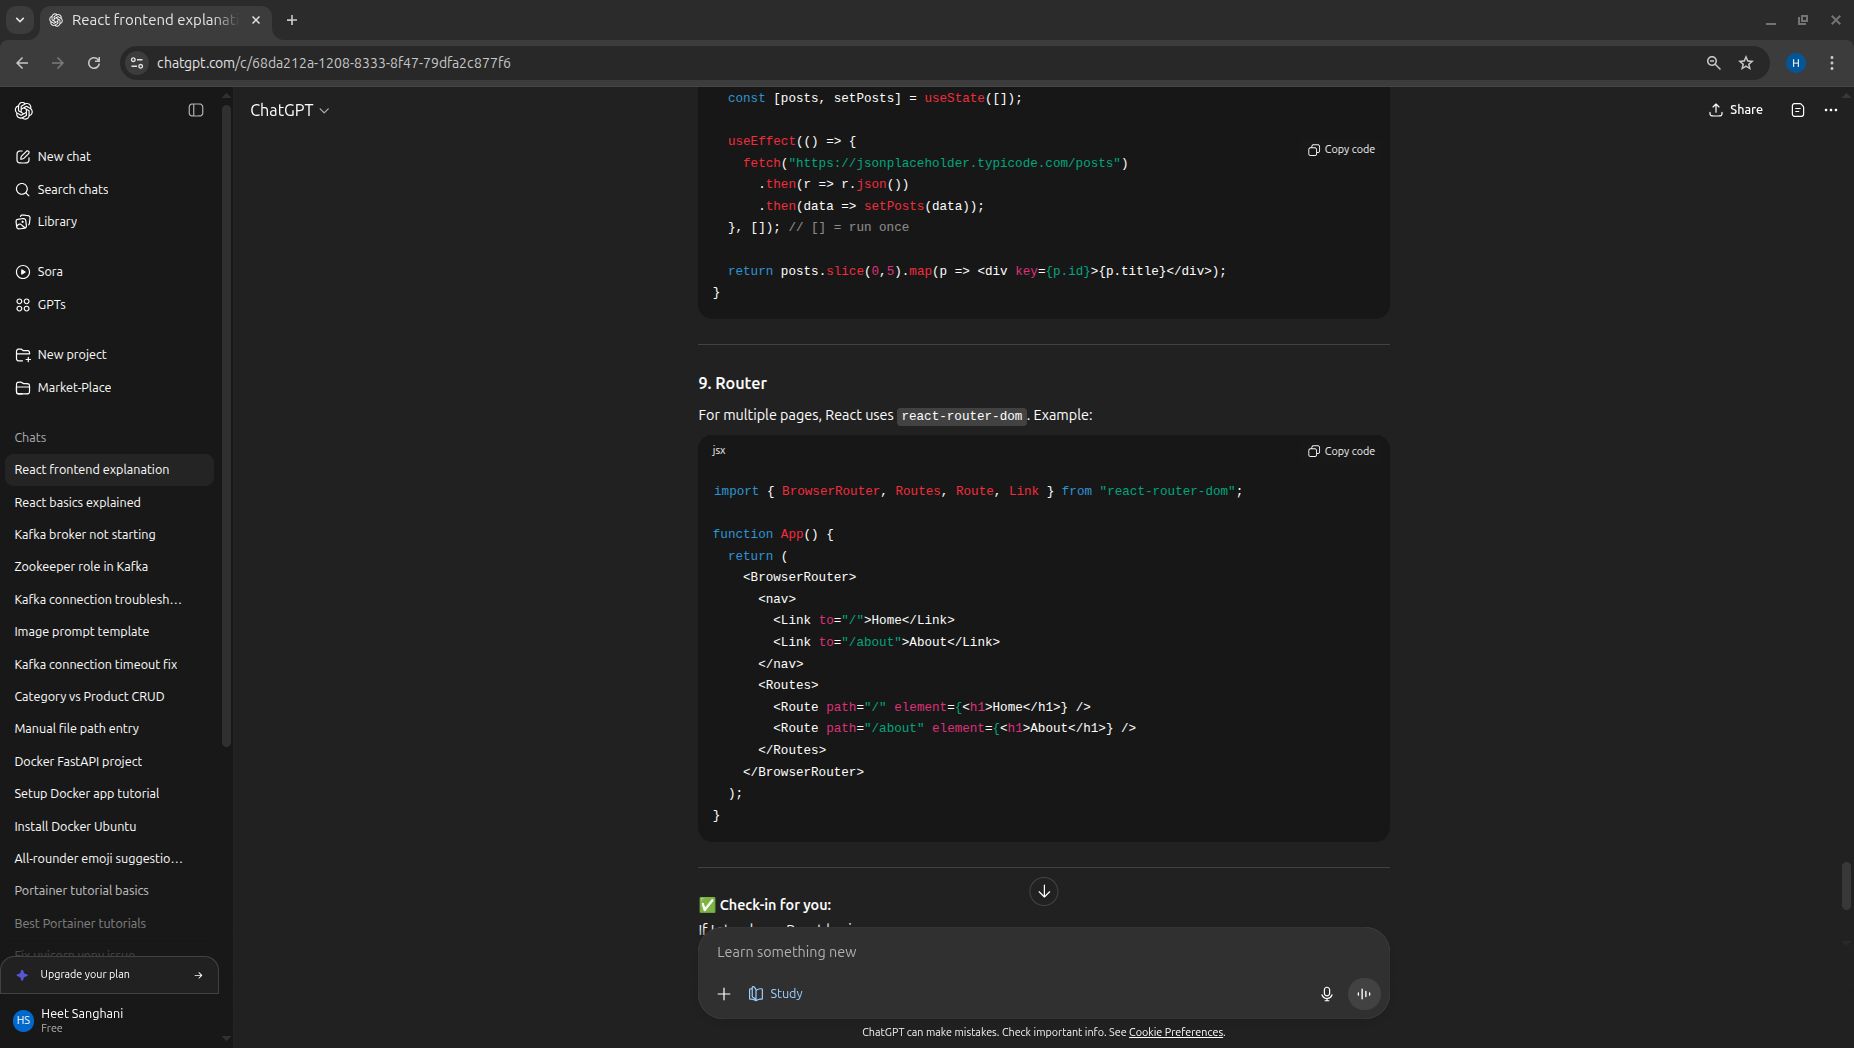 React frontend explanati
chatgpt.com/c/68da212a-1208-8333-8f47-79dfa2c877f6
H
New chat
Search chats
Library
Sora
GPTs
New project
Market-Place
Chats
React frontend explanation
React basics explained
Kafka broker not starting
Zookeeper role in Kafka
Kafka connection troublesh...
Image prompt template
Kafka connection timeout fix
Category vs Product CRUD
Manual file path entry
Docker FastAPI project
Setup Docker app tutorial
Install Docker Ubuntu
All-rounder emoji suggestio...
Portainer tutorial basics
Best Portainer tutorials
Upgrade your plan
HS
Heet Sanghani
Free
ChatGPT
Share
const [posts, setPosts] = useState([]);
useEffect(() => {
Copy code
fetch("https://jsonplaceholder.typicode.com/posts")
.then(r => r.json())
.then(data => setPosts(data));
}, []); // [] = run once
return posts.slice(0,5).map(p => <div key={p.id}>{p.title}</div>);
}
9. Router
For multiple pages, React uses react-router-dom. Example:
jsx
Copy code
import { BrowserRouter, Routes, Route, Link } from "react-router-dom";
function App() {
return (
<BrowserRouter>
<nav>
<Link to="/">Home</Link>
<Link to="/about">About</Link>
</nav>
<Routes>
<Route path="/" element={<h1>Home</h1>} />
<Route path="/about" element={<h1>About</h1>} />
</Routes>
</BrowserRouter>
);
}
✅ Check-in for you:
Learn something new
Study
ChatGPT can make mistakes. Check important info. See Cookie Preferences.